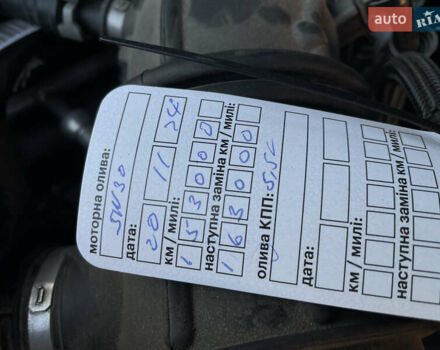 auto RIA
моторна олива:
5W30
дата:
20 11 24
км / милі:
153000
наступна заміна км / милі:
163000
олива КПП:
дата:
км / милі:
наступна заміна км / милі: